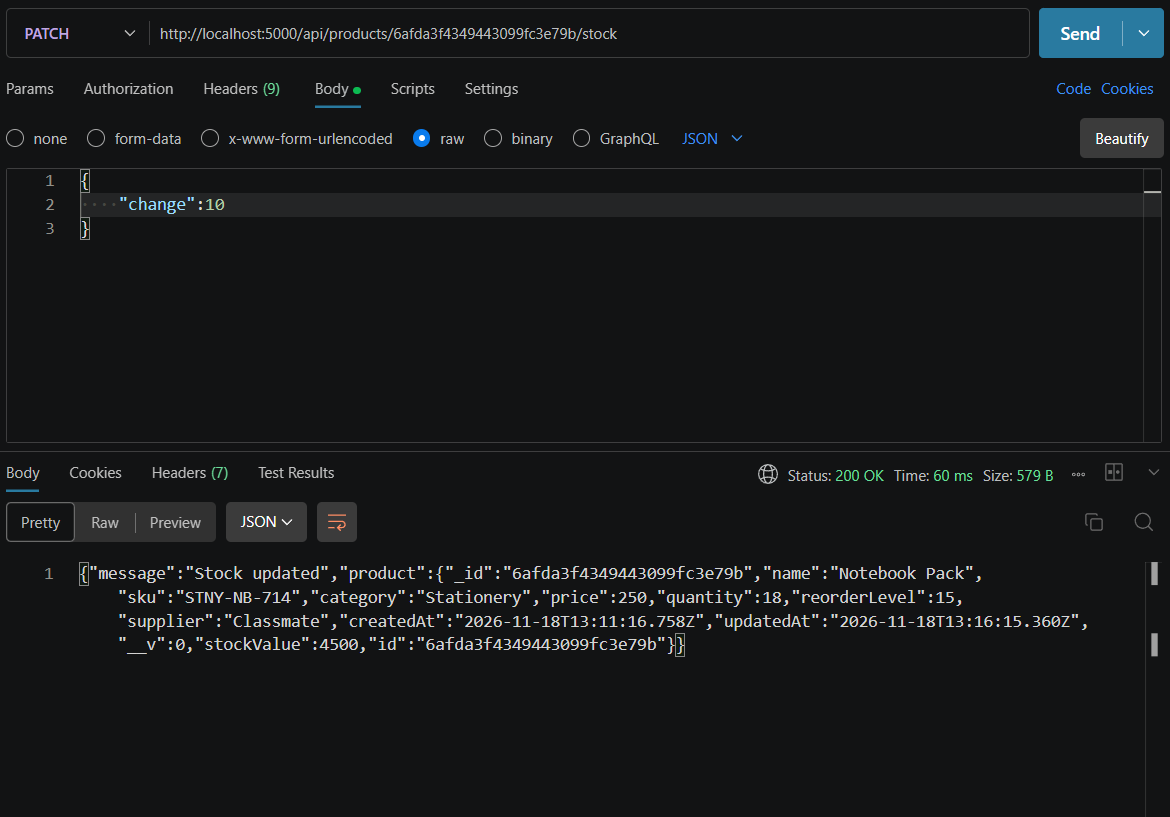 PATCH http://localhost:5000/api/products/6afda3f4349443099fc3e79b/stock Send
Params Authorization Headers (9) Body Scripts Settings Code Cookies
none form-data x-www-form-urlencoded raw binary GraphQL JSON Beautify
1 {
2 "change":10
3 }
Body Cookies Headers (7) Test Results Status: 200 OK Time: 60 ms Size: 579 B
Pretty Raw Preview JSON
1 {"message":"Stock updated","product":{"_id":"6afda3f4349443099fc3e79b","name":"Notebook Pack",
"sku":"STNY-NB-714","category":"Stationery","price":250,"quantity":18,"reorderLevel":15,
"supplier":"Classmate","createdAt":"2026-11-18T13:11:16.758Z","updatedAt":"2026-11-18T13:16:15.360Z",
"__v":0,"stockValue":4500,"id":"6afda3f4349443099fc3e79b"}}